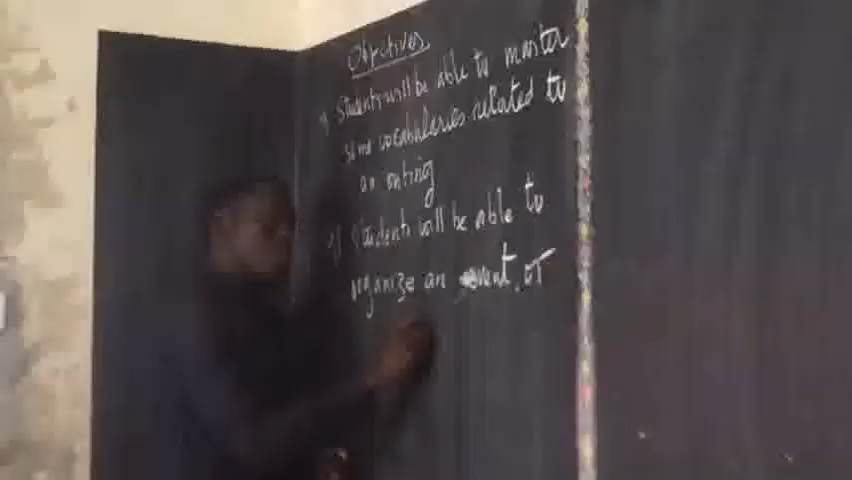 Objectives
Students will be able to master
some vocabularies related to
an outing
Students will be able to
organize an event, or